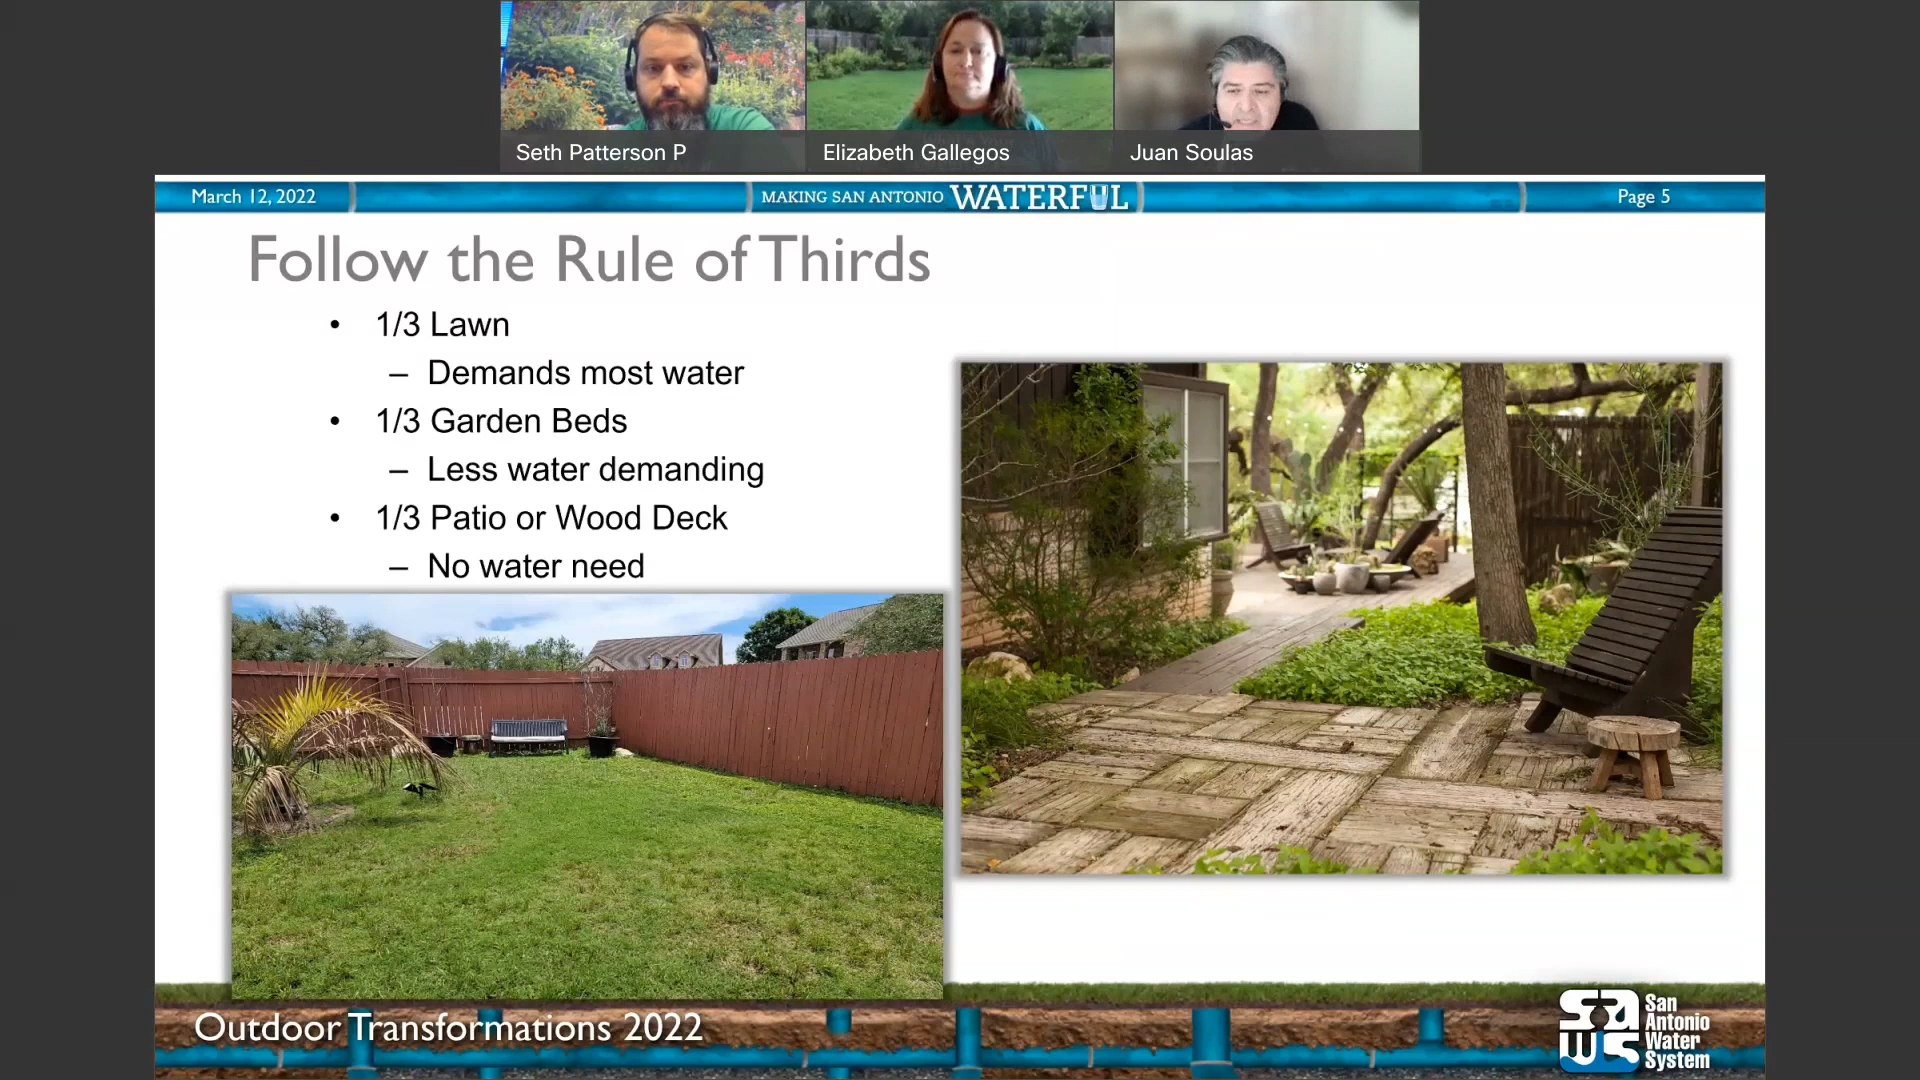 Seth Patterson P
Elizabeth Gallegos
Juan Soulas
March 12, 2022
MAKING SAN ANTONIO WATERFUL
Page 5
Follow the Rule of Thirds
• 1/3 Lawn
– Demands most water
• 1/3 Garden Beds
– Less water demanding
• 1/3 Patio or Wood Deck
– No water need
Outdoor Transformations 2022
saws
San
Antonio
Water
System